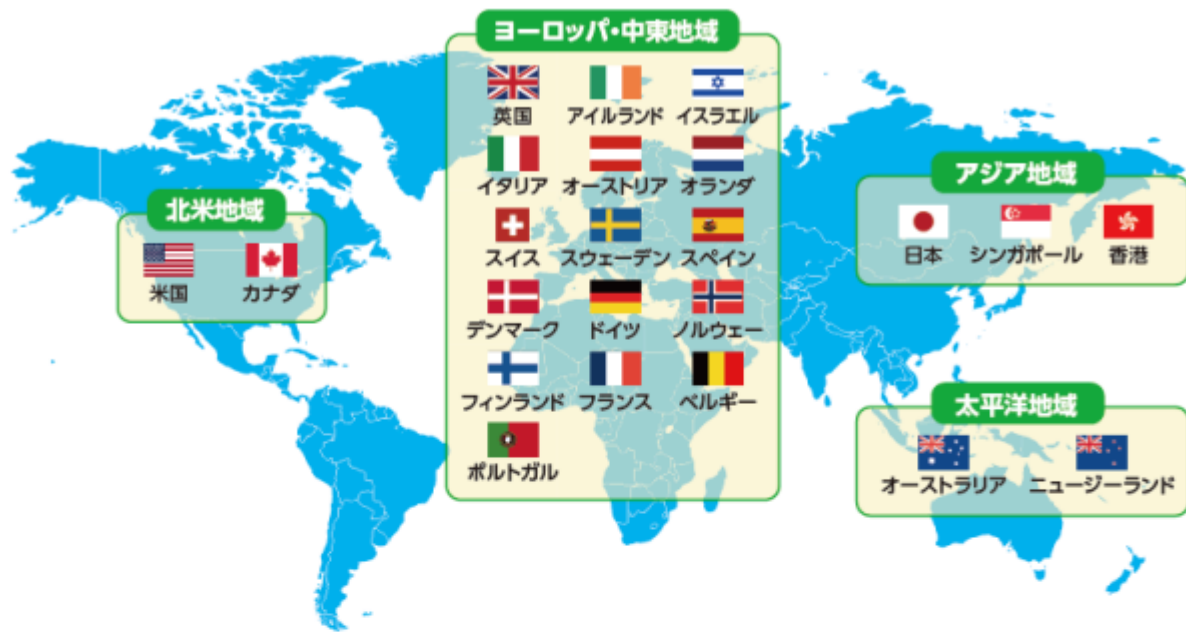 ヨーロッパ・中東地域
英国 アイルランド イスラエル
イタリア オーストリア オランダ
スイス スウェーデン スペイン
デンマーク ドイツ ノルウェー
フィンランド フランス ベルギー
ポルトガル
北米地域
米国 カナダ
アジア地域
日本 シンガポール 香港
太平洋地域
オーストラリア ニュージーランド